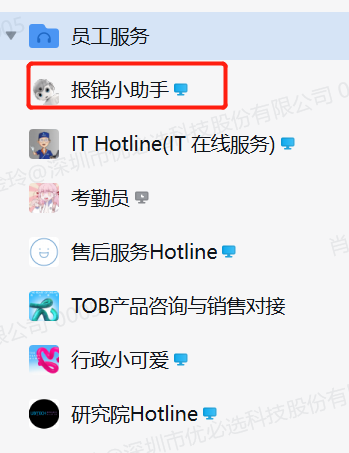 员工服务
报销小助手
IT Hotline(IT 在线服务)
考勤员
售后服务Hotline
TOB产品咨询与销售对接
行政小可爱
研究院Hotline